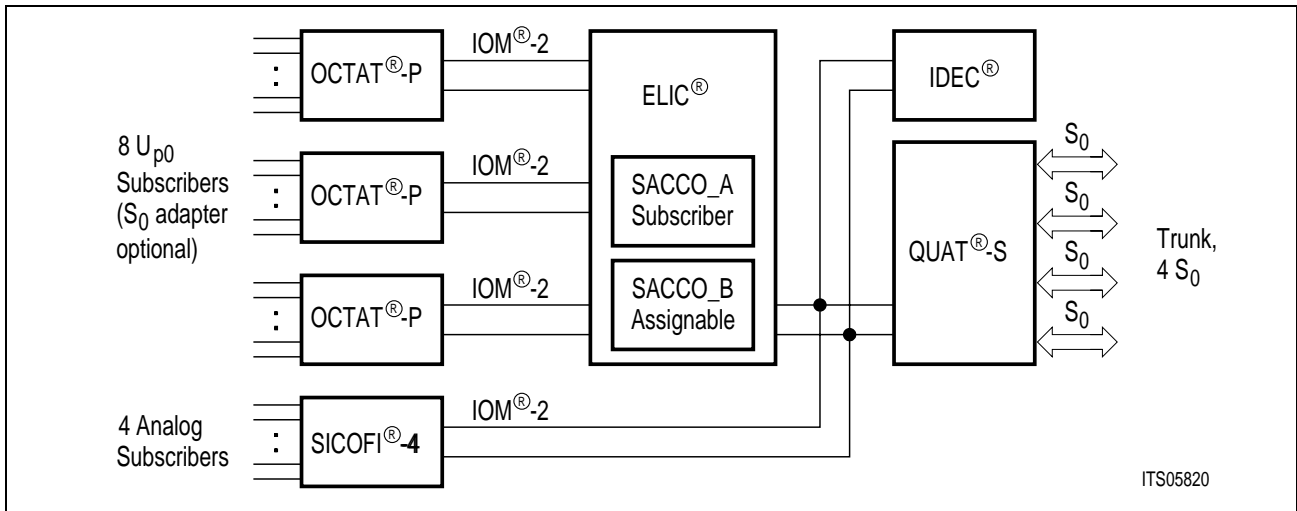 OCTAT®-P
IOM®-2
ELIC®
IDEC®
8 Up0
Subscribers
(S0 adapter
optional)
OCTAT®-P
IOM®-2
SACCO_A
Subscriber
QUAT®-S
S0
S0
S0
S0
Trunk,
4 S0
OCTAT®-P
IOM®-2
SACCO_B
Assignable
4 Analog
Subscribers
SICOFI®-4
IOM®-2
ITS05820